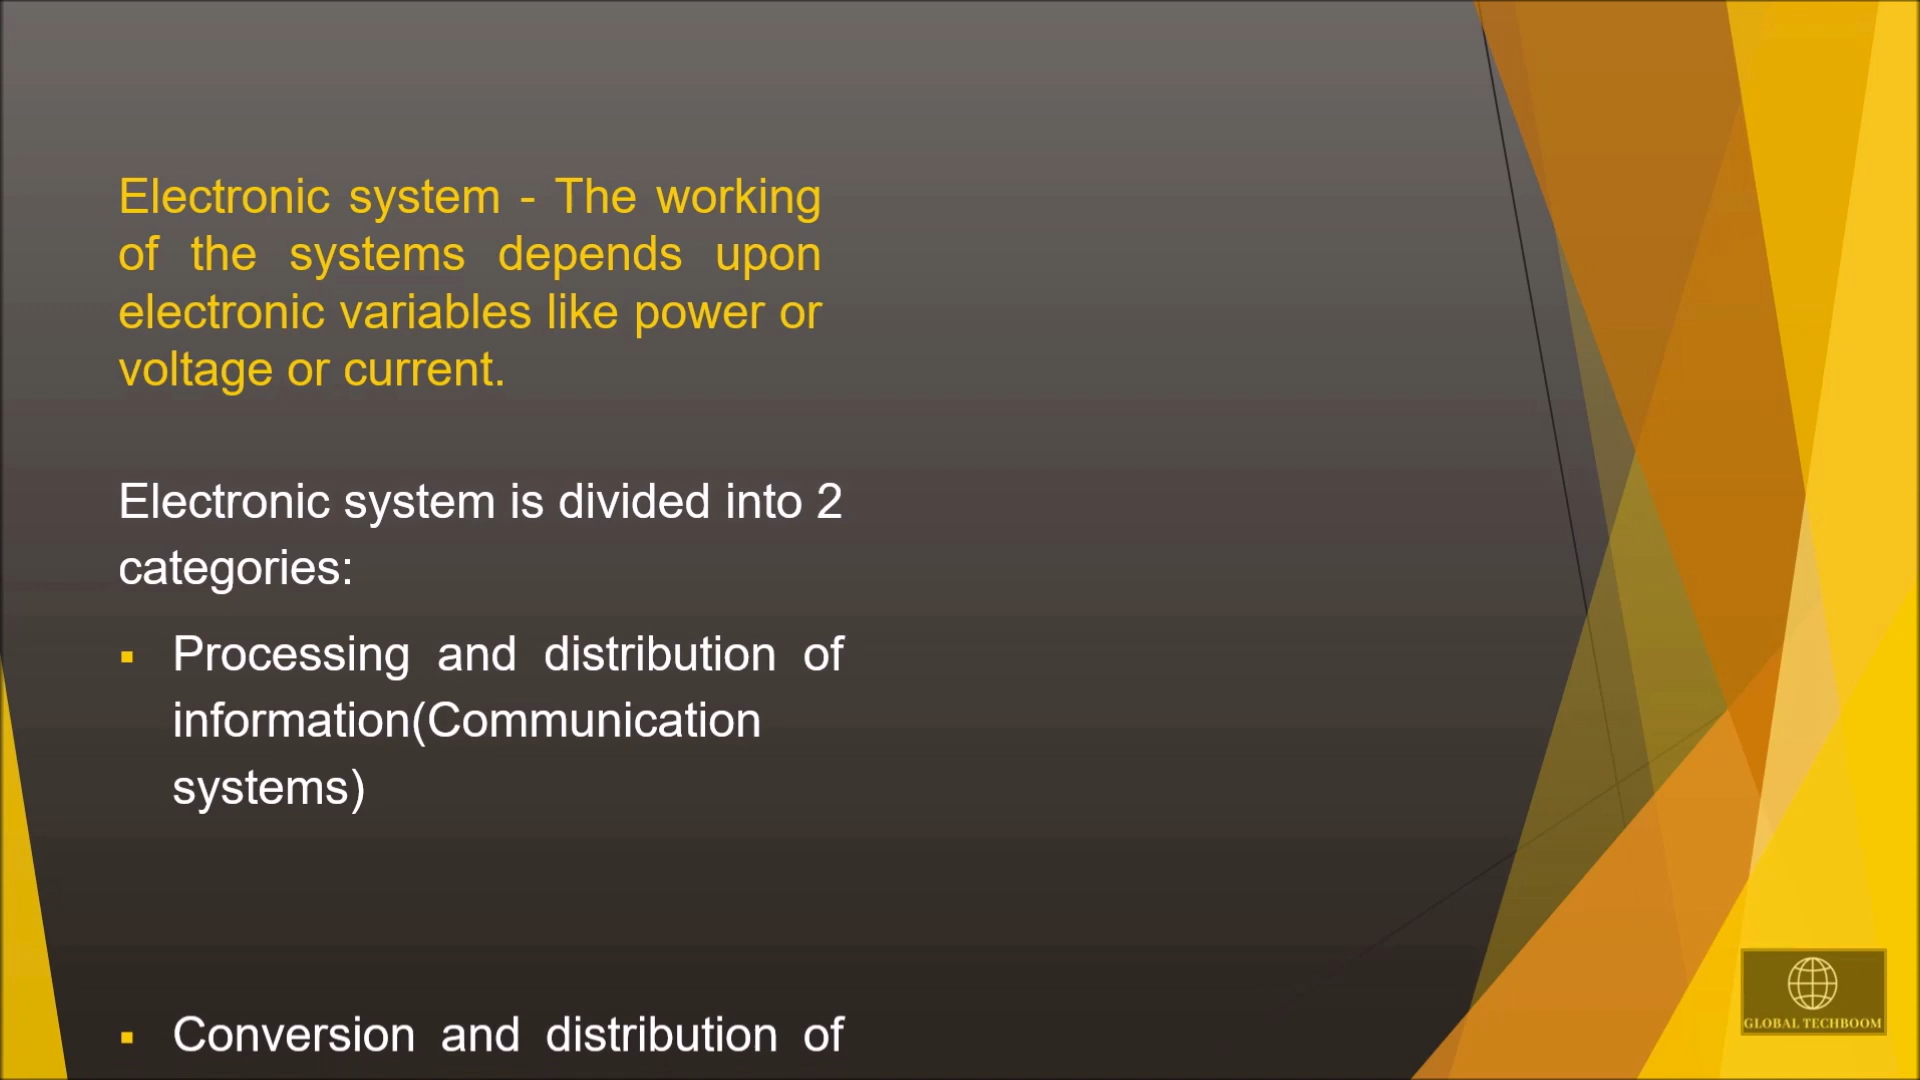 Electronic system - The working
of the systems depends upon
electronic variables like power or
voltage or current.
Electronic system is divided into 2
categories:
▪ Processing and distribution of
information(Communication
systems)
▪ Conversion and distribution of
GLOBAL TECHBOOM